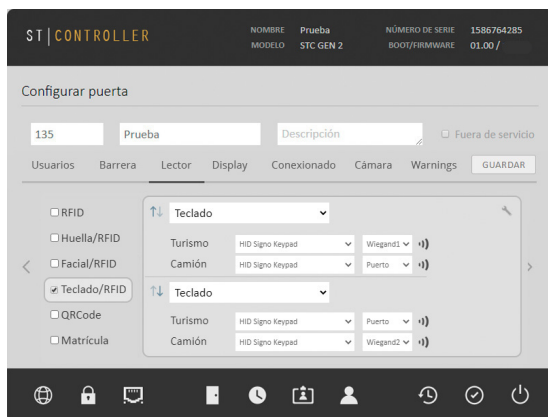 ST|CONTROLLER
NOMBRE Prueba NÚMERO DE SERIE 1586764285
MODELO STC GEN 2 BOOT/FIRMWARE 01.00 /
Configurar puerta
135 Prueba Descripción Fuera de servicio
Usuarios Barrera Lector Display Conexionado Cámara Warnings GUARDAR
RFID
Huella/RFID
Facial/RFID
Teclado/RFID
QRCode
Matrícula
Teclado
Turismo HID Signo Keypad Wiegand1
Camión HID Signo Keypad Puerto
Teclado
Turismo HID Signo Keypad Puerto
Camión HID Signo Keypad Wiegand2